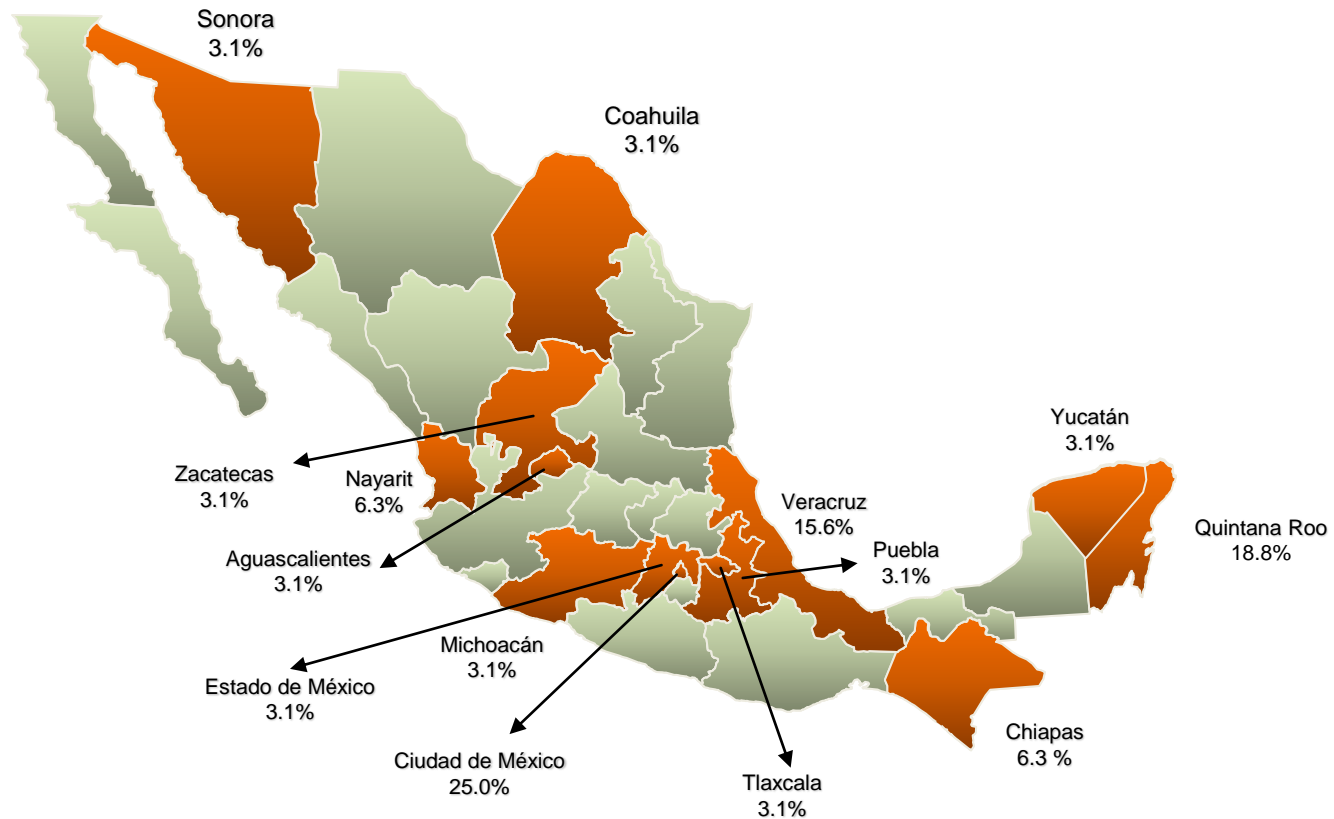 Sonora
3.1%
Coahuila
3.1%
Yucatán
3.1%
Zacatecas
3.1%
Nayarit
6.3%
Veracruz
15.6%
Quintana Roo
18.8%
Aguascalientes
3.1%
Puebla
3.1%
Michoacán
3.1%
Estado de México
3.1%
Ciudad de México
25.0%
Tlaxcala
3.1%
Chiapas
6.3 %